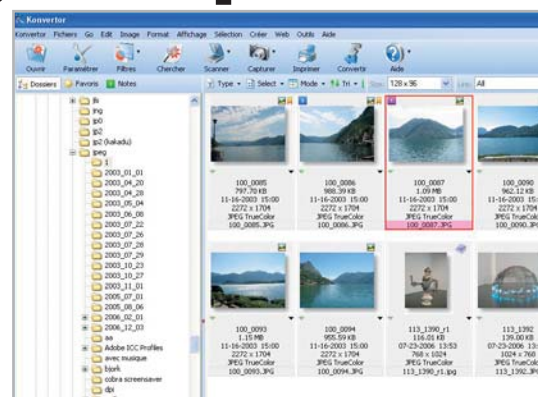 Konvertor
Konvertor Fichiers Go Edit Image Format Affichage Sélection Créer Web Outils Aide
Ouvrir Paramétrer Filtres Chercher Scanner Capturer Imprimer Convertir Aide
Dossiers Favoris Notes Type Select Mode Tri Size: 128 x 96 All
jfi
jng
jp0
jp2
jp2 (kakadu)
jpeg
1
2003_01_01
2003_04_20
2003_04_28
2003_05_04
2003_06_08
2003_07_22
2003_07_26
2003_07_28
2003_07_29
2003_10_23
2003_10_27
2003_11_01
2005_07_01
2005_08_06
2006_02_01
2006_12_03
aa
Adobe ICC Profiles
avec musique
bjork
cobra screensaver
dpi
100_0085 100_0086 100_0087 100_0090
797.70 KB 988.39 KB 1.09 MB 962.12 KB
11-16-2003 15:00 11-16-2003 15:00 11-16-2003 15:00 11-16-2003 15:
2272 x 1704 2272 x 1704 2272 x 1704 2272 x 1704
JPEG TrueColor JPEG TrueColor JPEG TrueColor JPEG TrueColor
100_0085.JPG 100_0086.JPG 100_0087.JPG 100_0090.JPG
100_0093 100_0094 113_1390_r1 113_1392
1.15 MB 955.59 KB 116.01 KB 139.00 KB
11-16-2003 15:00 11-16-2003 15:00 07-23-2006 13:53 07-23-2006 13:
2272 x 1704 2272 x 1704 768 x 1024 1024 x 768
JPEG TrueColor JPEG TrueColor JPEG TrueColor JPEG TrueColor
100_0093.JPG 100_0094.JPG 113_1390_r1.jpg 113_1392.JPG